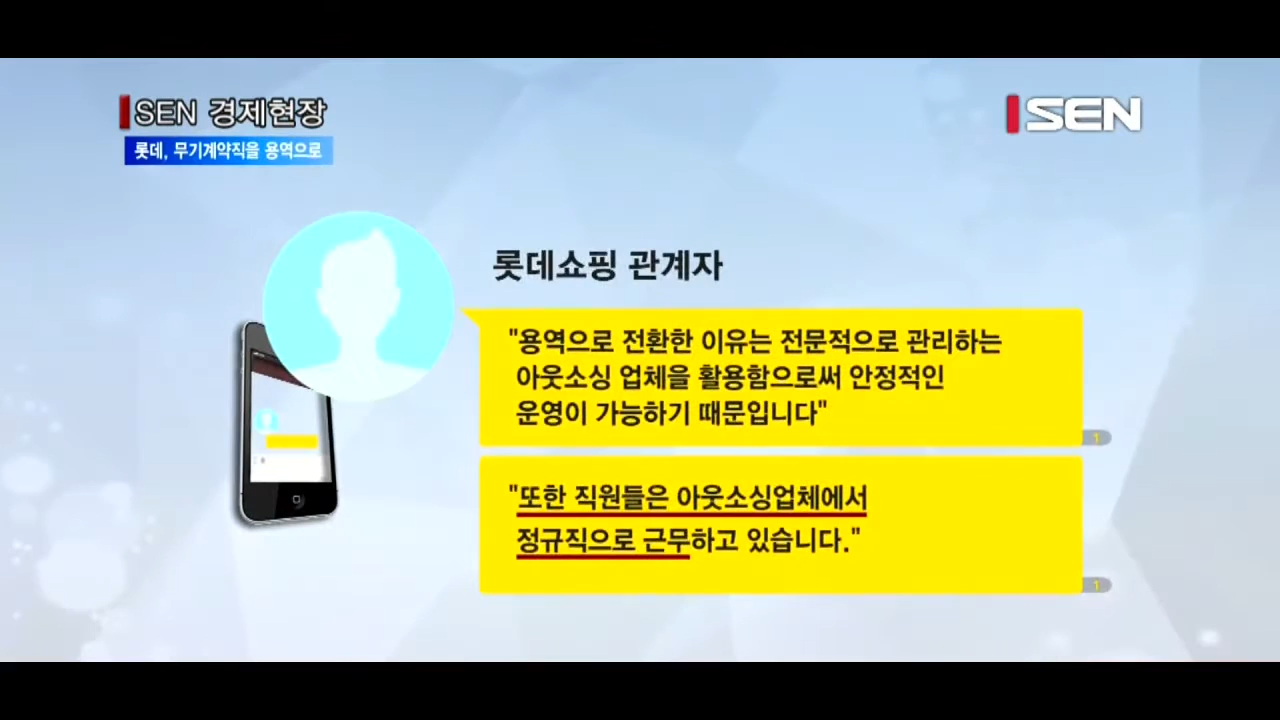 SEN 경제현장
SEN
롯데, 무기계약직을 용역으로
롯데쇼핑 관계자
"용역으로 전환한 이유는 전문적으로 관리하는
아웃소싱 업체을 활용함으로써 안정적인
운영이 가능하기 때문입니다"
1
"또한 직원들은 아웃소싱업체에서
정규직으로 근무하고 있습니다."
1